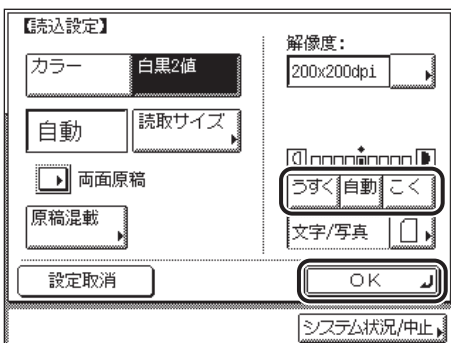 【読込設定】
カラー
白黒2値
解像度：
200x200dpi
自動
読取サイズ
両面原稿
うすく
自動
こく
原稿混載
文字/写真
設定取消
OK
システム状況/中止